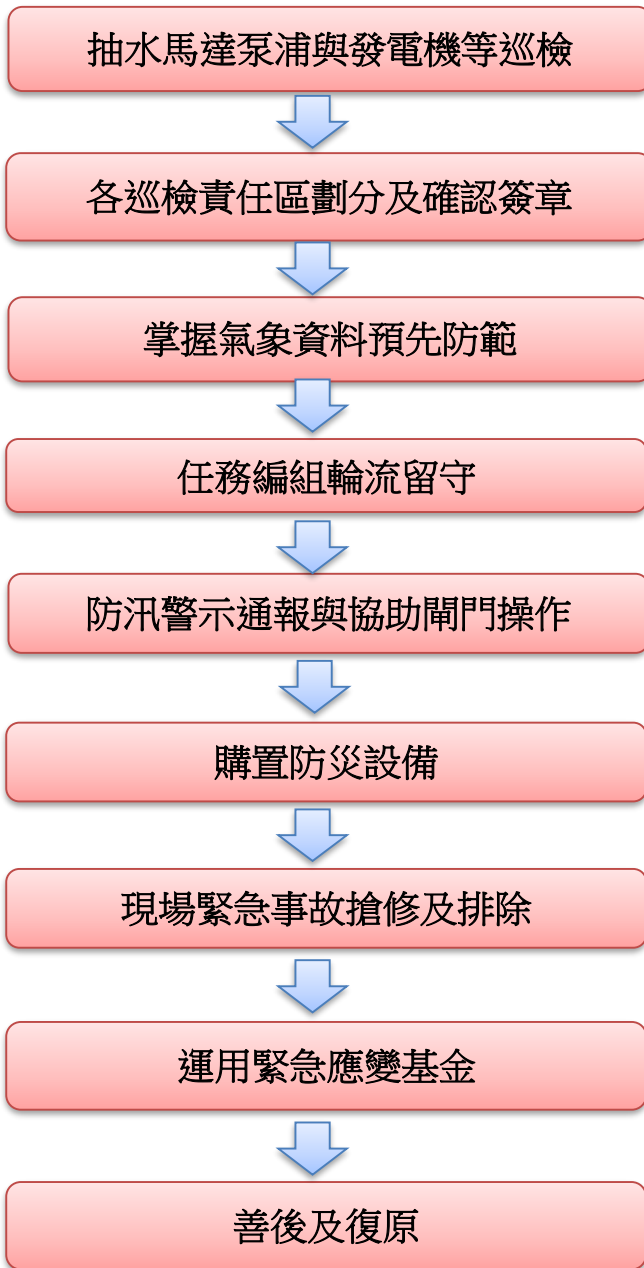 抽水馬達泵浦與發電機等巡檢
各巡檢責任區劃分及確認簽章
掌握氣象資料預先防範
任務編組輪流留守
防汛警示通報與協助閘門操作
購置防災設備
現場緊急事故搶修及排除
運用緊急應變基金
善後及復原